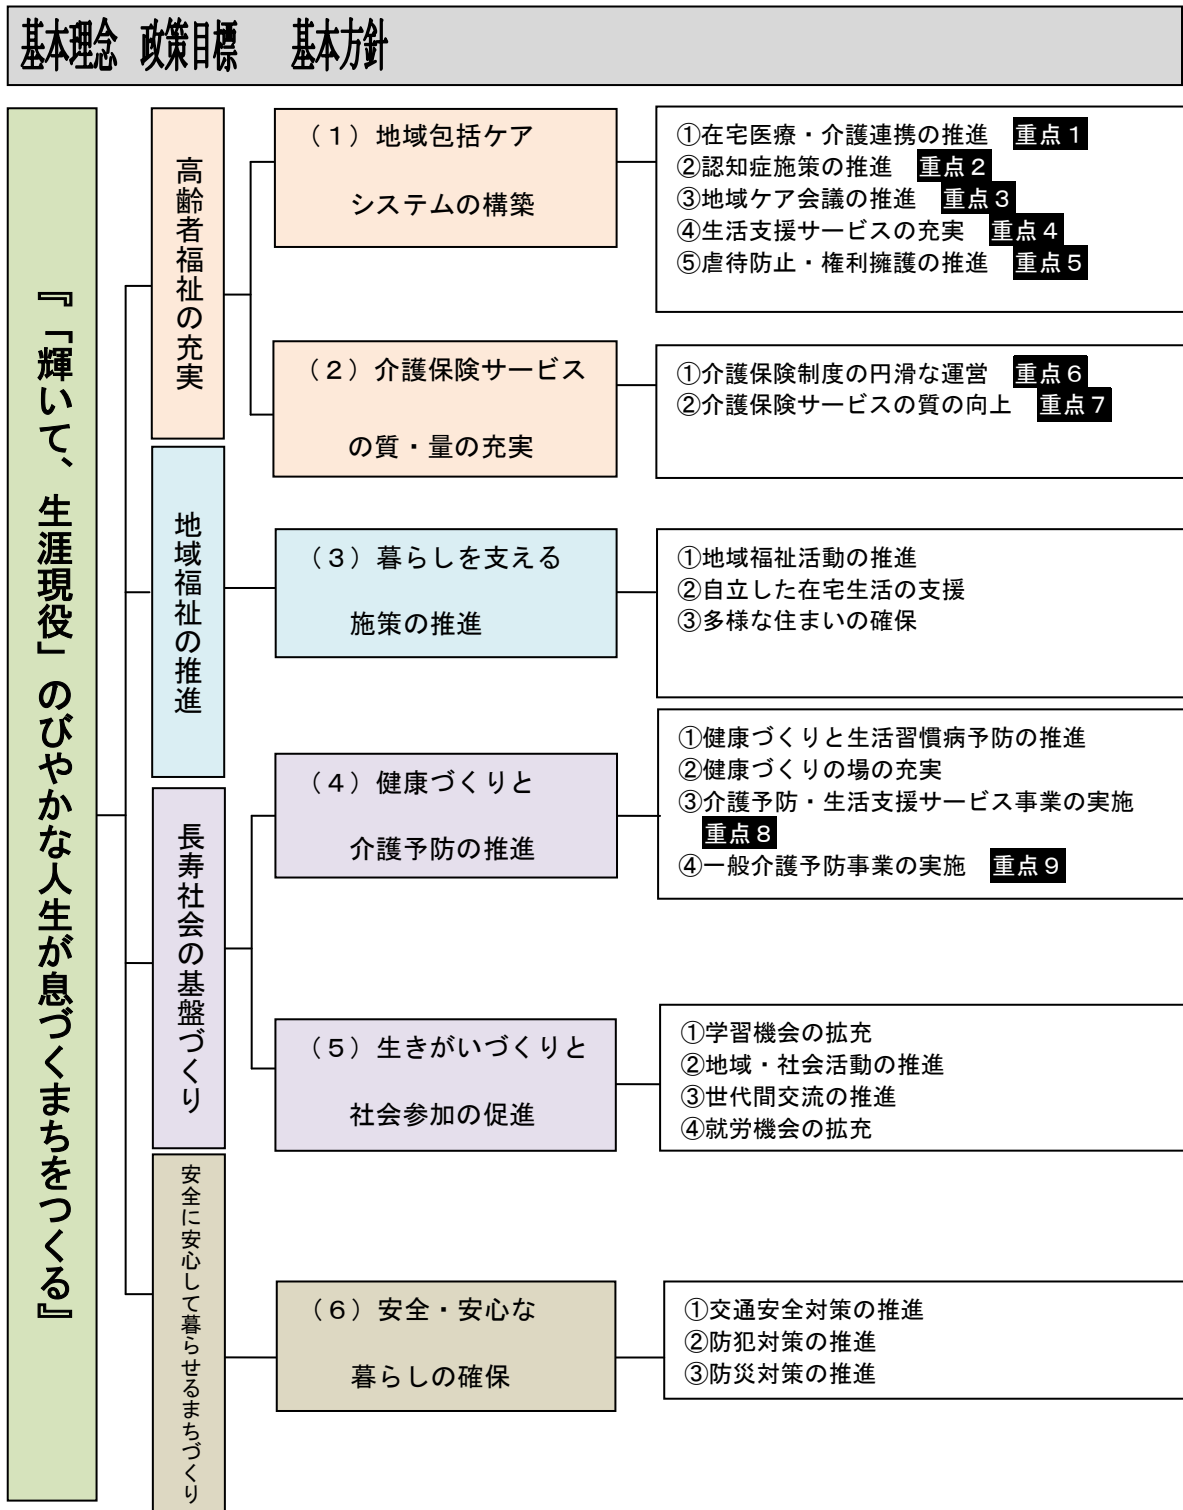 基本理念 政策目標 基本方針
『「輝いて、生涯現役」のびやかな人生が息づくまちをつくる』
高齢者福祉の充実
(1)地域包括ケア
システムの構築
①在宅医療・介護連携の推進 重点1
②認知症施策の推進 重点2
③地域ケア会議の推進 重点3
④生活支援サービスの充実 重点4
⑤虐待防止・権利擁護の推進 重点5
(2)介護保険サービス
の質・量の充実
①介護保険制度の円滑な運営 重点6
②介護保険サービスの質の向上 重点7
地域福祉の推進
(3)暮らしを支える
施策の推進
①地域福祉活動の推進
②自立した在宅生活の支援
③多様な住まいの確保
長寿社会の基盤づくり
(4)健康づくりと
介護予防の推進
①健康づくりと生活習慣病予防の推進
②健康づくりの場の充実
③介護予防・生活支援サービス事業の実施
重点8
④一般介護予防事業の実施 重点9
(5)生きがいづくりと
社会参加の促進
①学習機会の拡充
②地域・社会活動の推進
③世代間交流の推進
④就労機会の拡充
安全に安心して暮らせるまちづくり
(6)安全・安心な
暮らしの確保
①交通安全対策の推進
②防犯対策の推進
③防災対策の推進